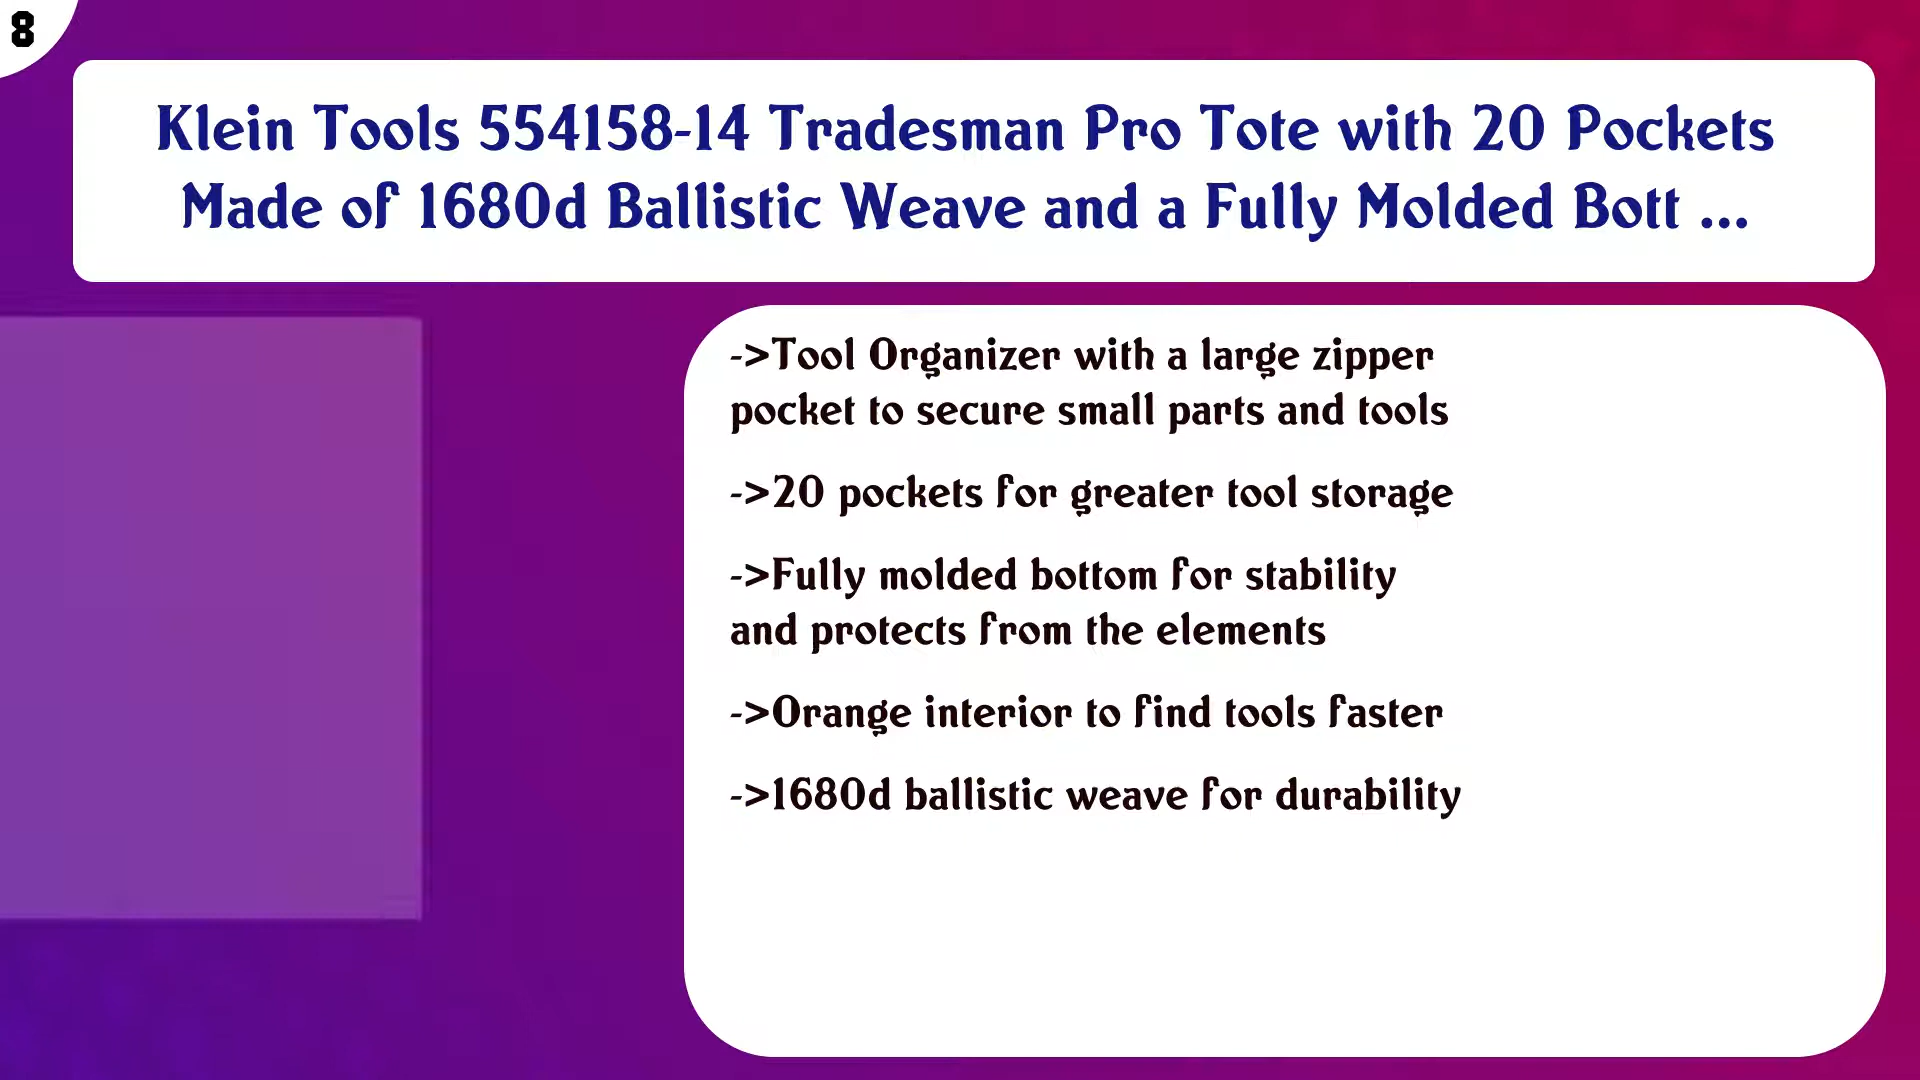 8
Klein Tools 554158-14 Tradesman Pro Tote with 20 Pockets
Made of 1680d Ballistic Weave and a Fully Molded Bott ...
->Tool Organizer with a large zipper
pocket to secure small parts and tools
->20 pockets for greater tool storage
->Fully molded bottom for stability
and protects from the elements
->Orange interior to find tools faster
->1680d ballistic weave for durability